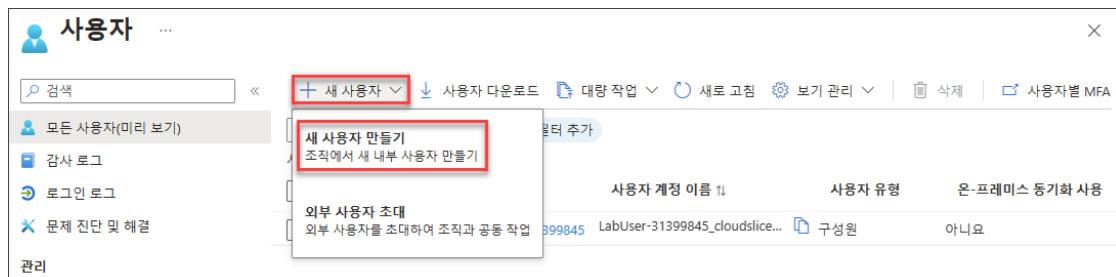 사용자 ...
검색
«
+ 새 사용자
사용자 다운로드
대량 작업
새로 고침
보기 관리
삭제
사용자별 MFA
모든 사용자(미리 보기)
감사 로그
로그인 로그
문제 진단 및 해결
관리
새 사용자 만들기
조직에서 새 내부 사용자 만들기
외부 사용자 초대
외부 사용자를 초대하여 조직과 공동 작업
터 추가
사용자 계정 이름
사용자 유형
온-프레미스 동기화 사용
399845
LabUser-31399845_cloudslice...
구성원
아니요